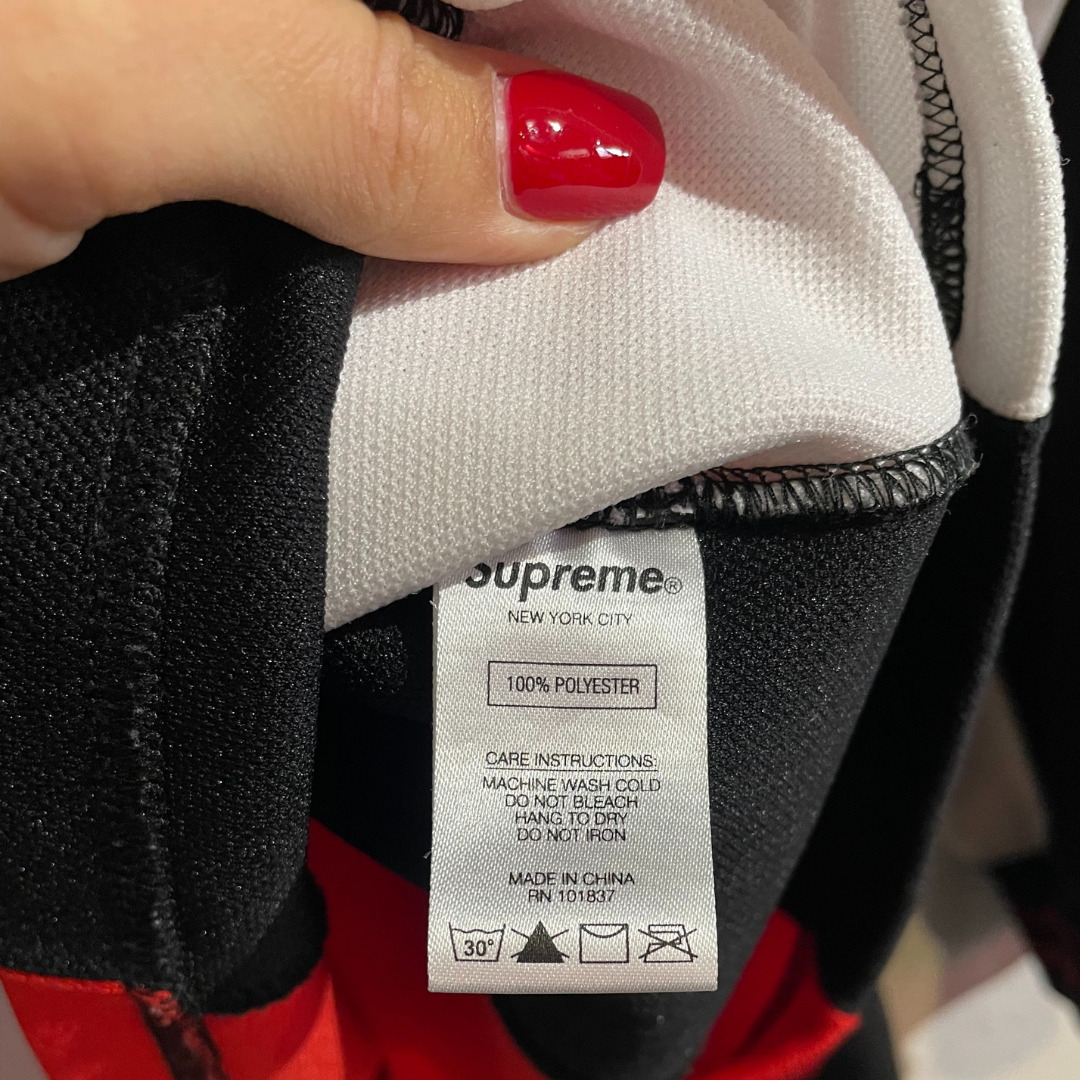 Supreme®
NEW YORK CITY
100% POLYESTER
CARE INSTRUCTIONS:
MACHINE WASH COLD
DO NOT BLEACH
HANG TO DRY
DO NOT IRON
MADE IN CHINA
RN 101837
30°